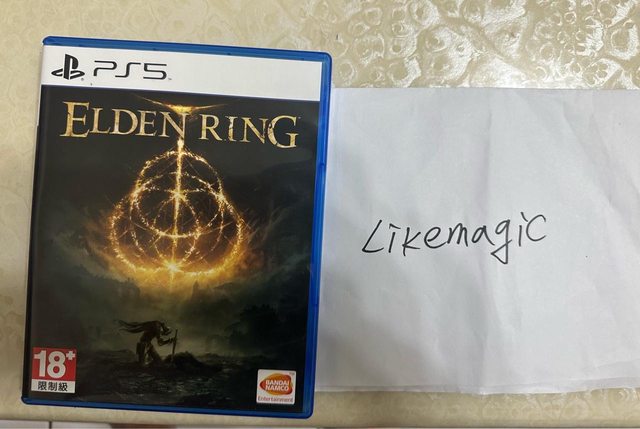 PS5
ELDEN RING
Likemagic
18+
限制級
BANDAI
NAMCO
Entertainment